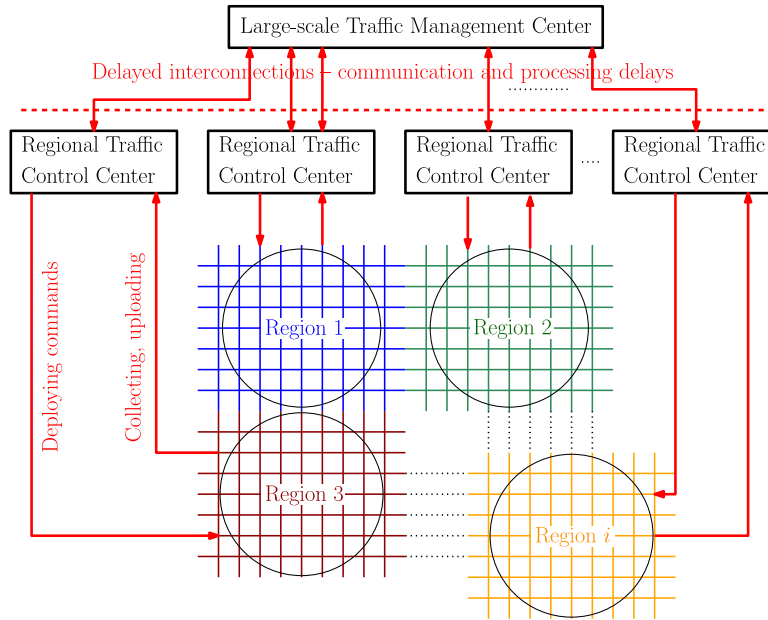 Large-scale Traffic Management Center
Delayed interconnections – communication and processing delays
............
Regional Traffic
Control Center
Regional Traffic
Control Center
Regional Traffic
Control Center
....
Regional Traffic
Control Center
Deploying commands
Collecting, uploading
Region 1
Region 2
Region 3
Region i